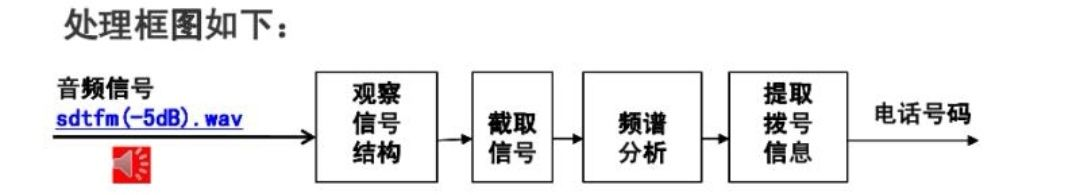 处理框图如下：
音频信号
sdtfm(-5dB).wav
观察
信号
结构
截取
信号
频谱
分析
提取
拨号
信息
电话号码